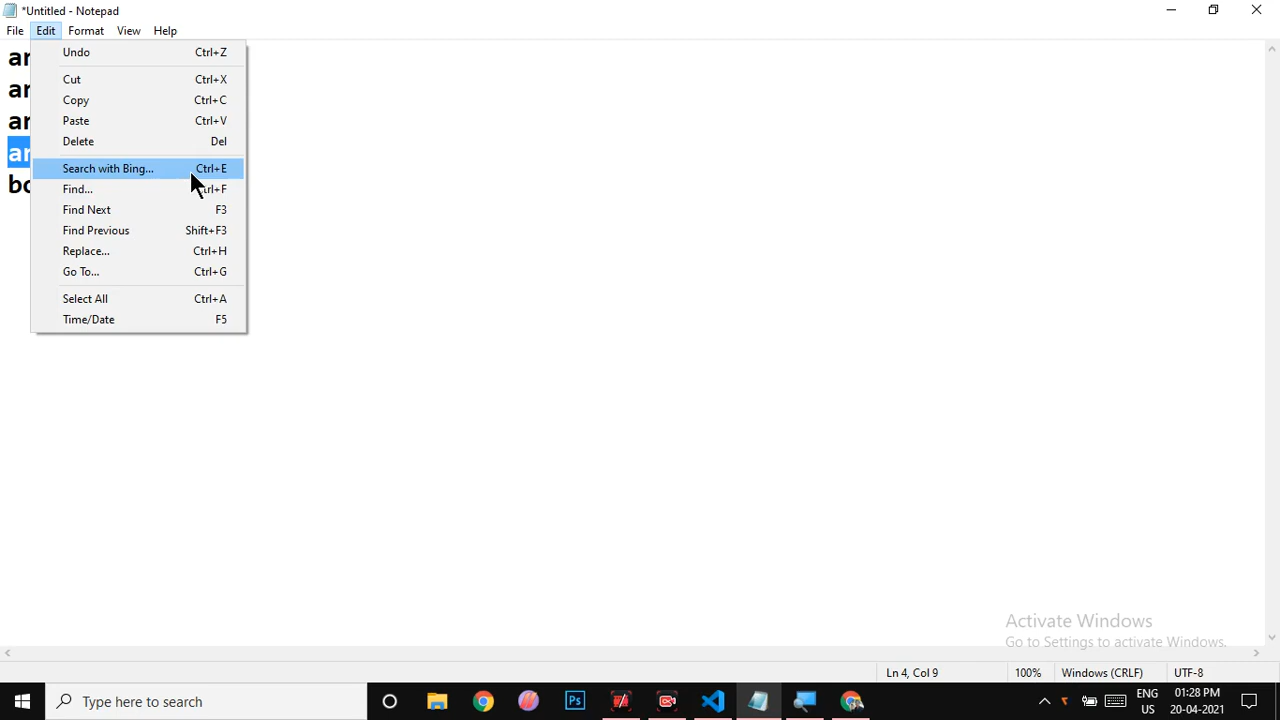 *Untitled - Notepad
File Edit Format View Help
Undo Ctrl+Z
Cut Ctrl+X
Copy Ctrl+C
Paste Ctrl+V
Delete Del
Search with Bing... Ctrl+E
Find...
Find Next F3
Find Previous Shift+F3
Replace... Ctrl+H
Go To... Ctrl+G
Select All Ctrl+A
Time/Date F5
Activate Windows
Go to Settings to activate Windows.
Ln 4, Col 9 100% Windows (CRLF) UTF-8
Type here to search
Ps
ENG 01:28 PM
US 20-04-2021